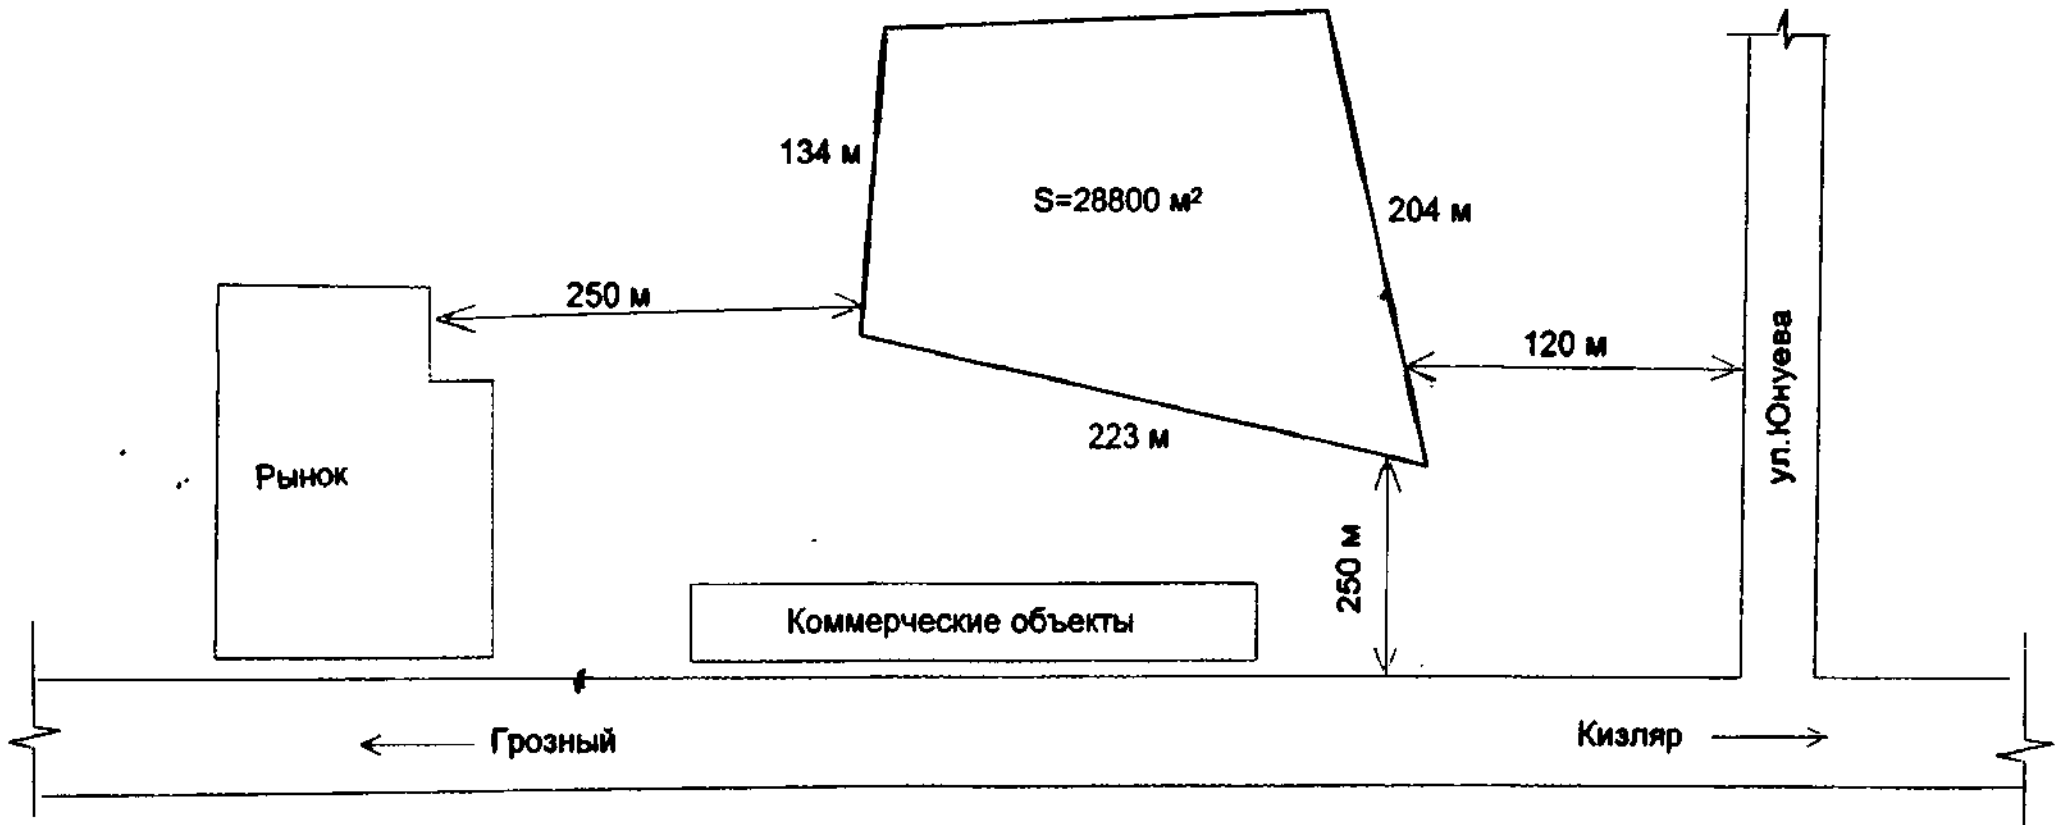 134 м
S=28800 м²
204 м
250 м
120 м
ул.Юнуева
223 м
Рынок
250 м
Коммерческие объекты
Грозный
Кизляр